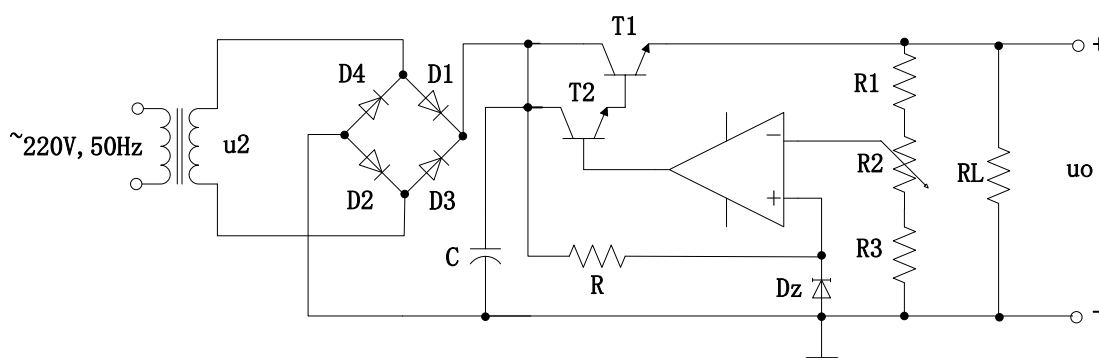 T1
+
D4
D1
T2
R1
~220V, 50Hz
u2
−
R2
RL
uo
D2
D3
+
C
R
R3
Dz
−